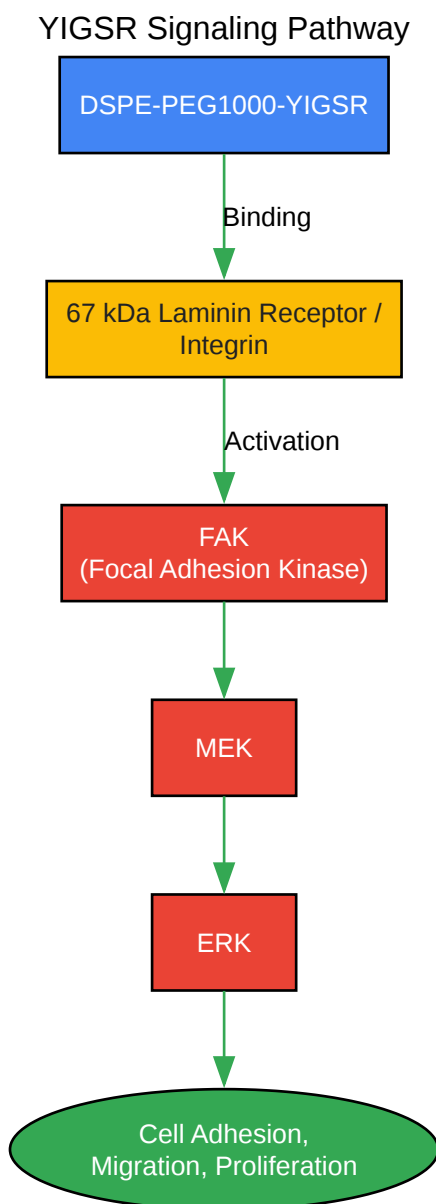 YIGSR Signaling Pathway
DSPE-PEG1000-YIGSR
Binding
67 kDa Laminin Receptor /
Integrin
Activation
FAK
(Focal Adhesion Kinase)
MEK
ERK
Cell Adhesion,
Migration, Proliferation